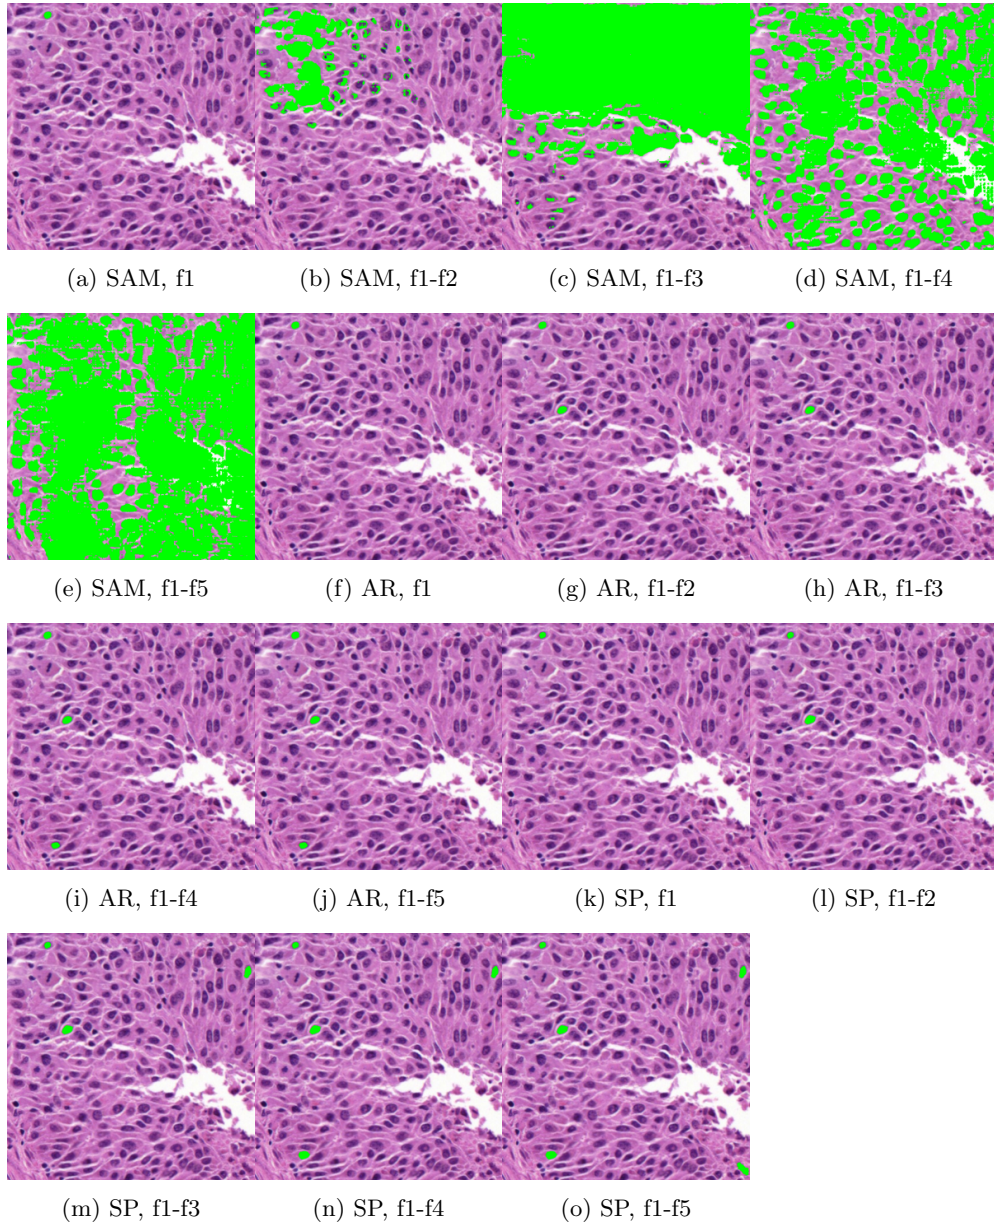 (a) SAM, f1
(b) SAM, f1-f2
(c) SAM, f1-f3
(d) SAM, f1-f4
(e) SAM, f1-f5
(f) AR, f1
(g) AR, f1-f2
(h) AR, f1-f3
(i) AR, f1-f4
(j) AR, f1-f5
(k) SP, f1
(l) SP, f1-f2
(m) SP, f1-f3
(n) SP, f1-f4
(o) SP, f1-f5